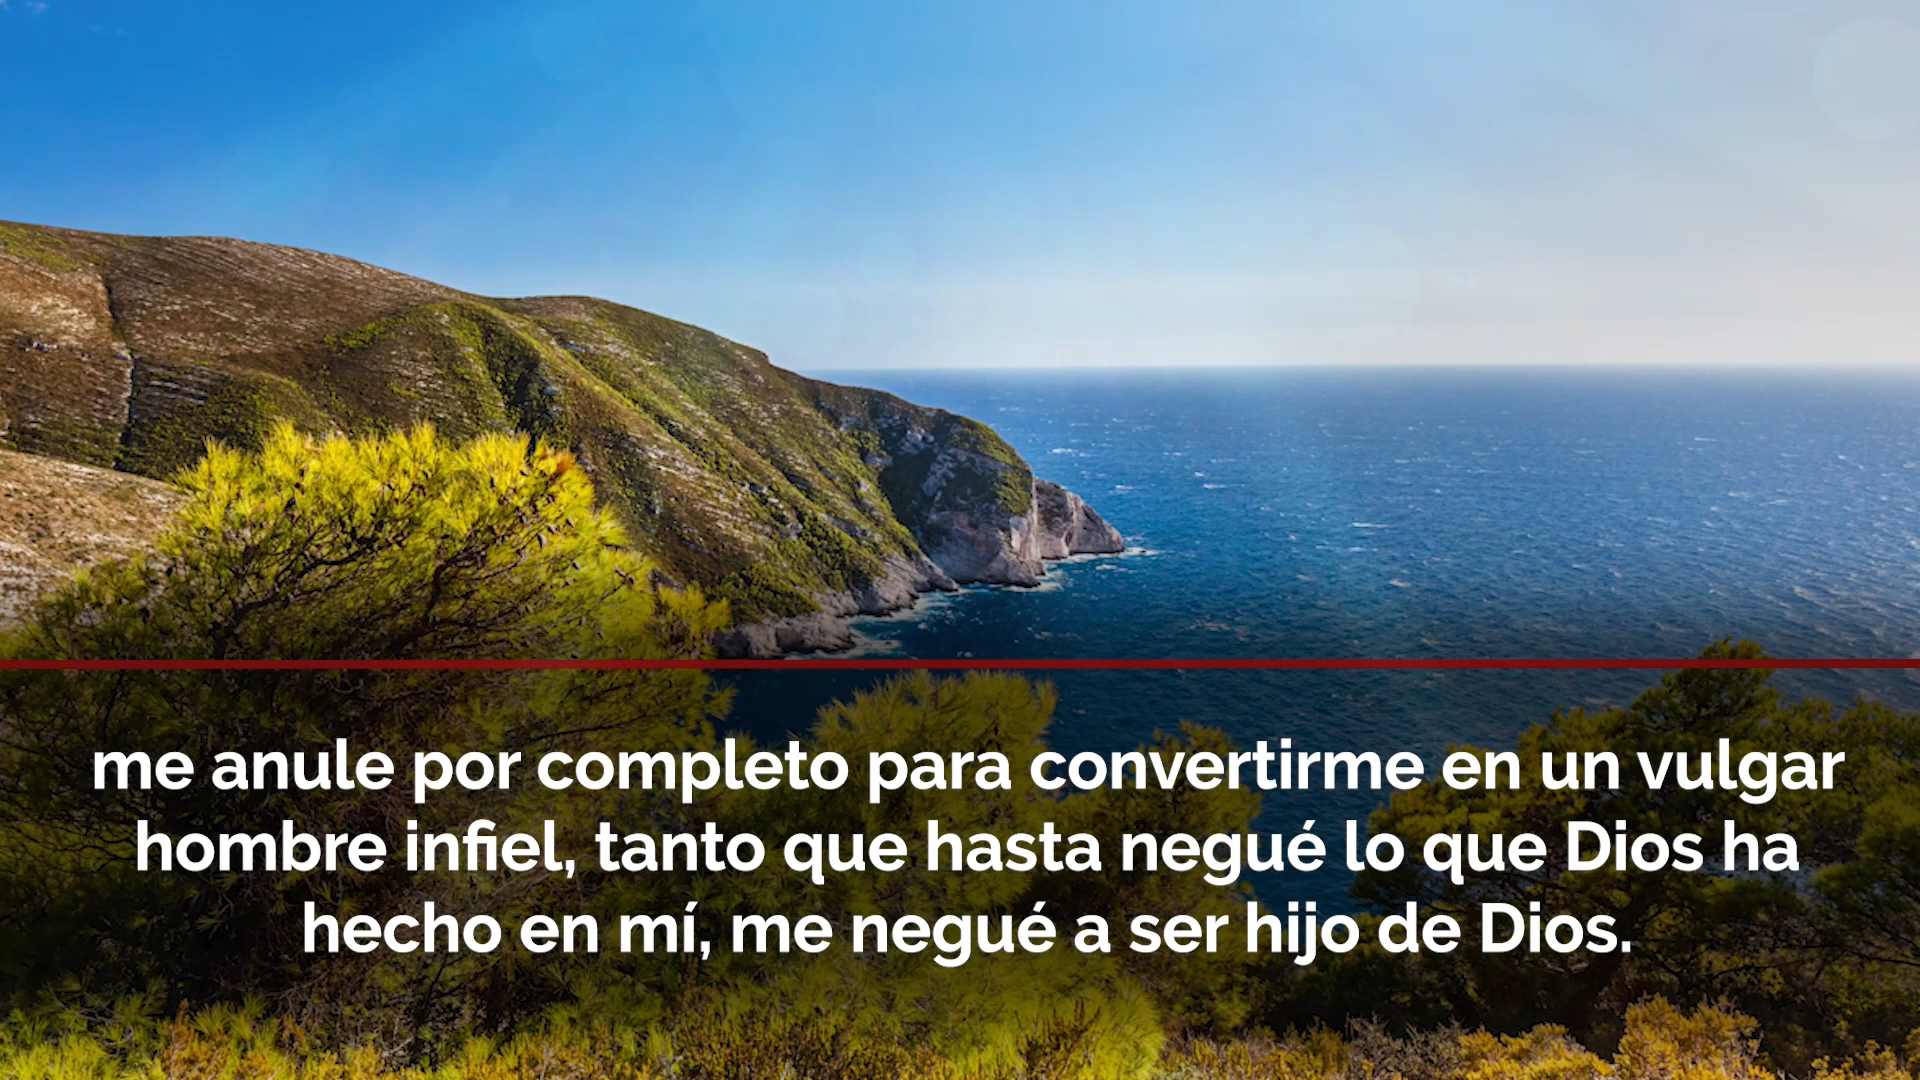 me anule por completo para convertirme en un vulgar
hombre infiel, tanto que hasta negué lo que Dios ha
hecho en mí, me negué a ser hijo de Dios.